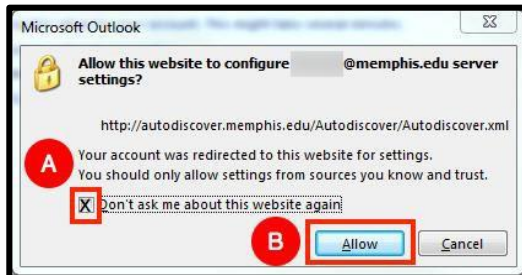 Microsoft Outlook
Allow this website to configure @memphis.edu server
settings?
http://autodiscover.memphis.edu/Autodiscover/Autodiscover.xml
Your account was redirected to this website for settings.
You should only allow settings from sources you know and trust.
A
X Don't ask me about this website again
B
Allow
Cancel